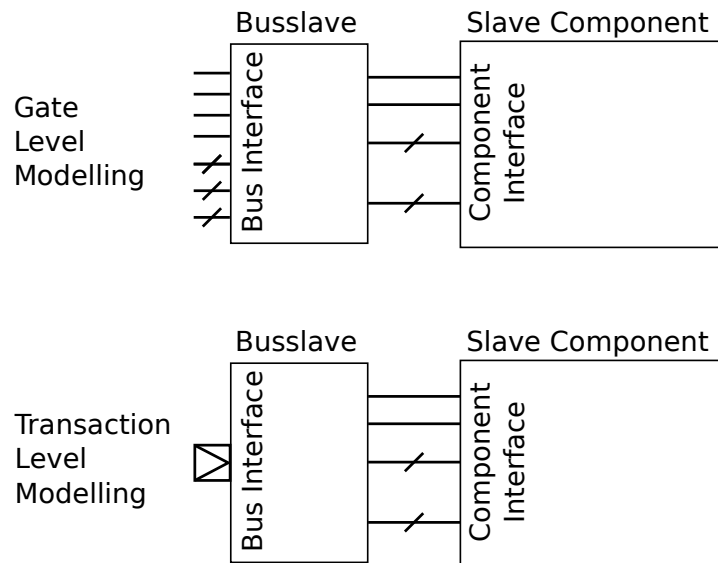 Busslave
Slave Component
Gate
Level
Modelling
Bus Interface
Component
Interface
Busslave
Slave Component
Transaction
Level
Modelling
Bus Interface
Component
Interface